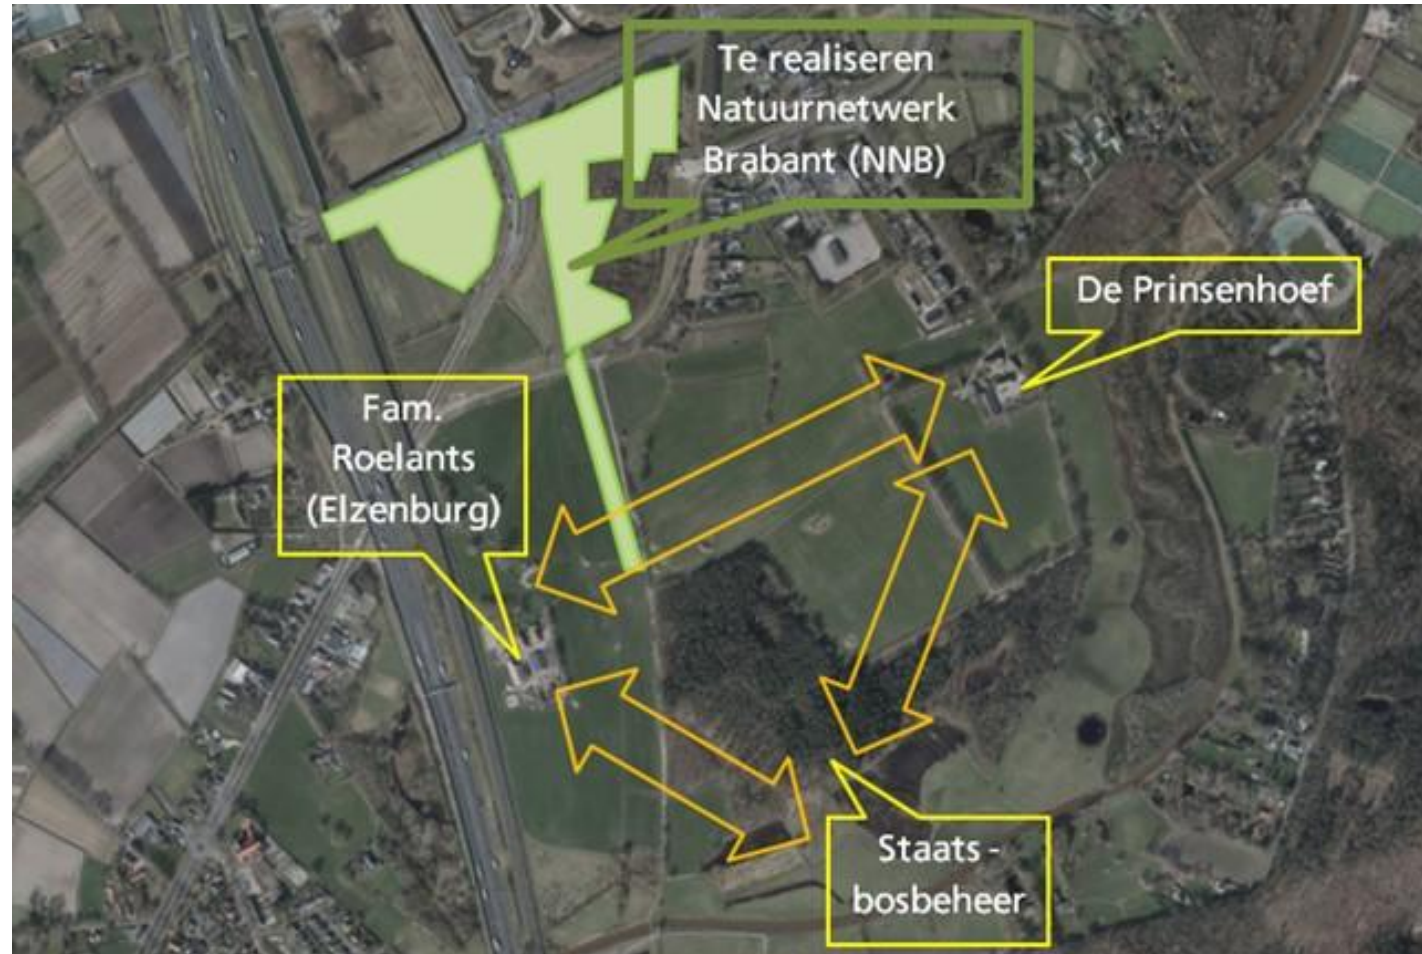 Te realiseren
Natuurnetwerk
Brabant (NNB)
De Prinsenhoef
Fam.
Roelants
(Elzenburg)
Staats -
bosbeheer